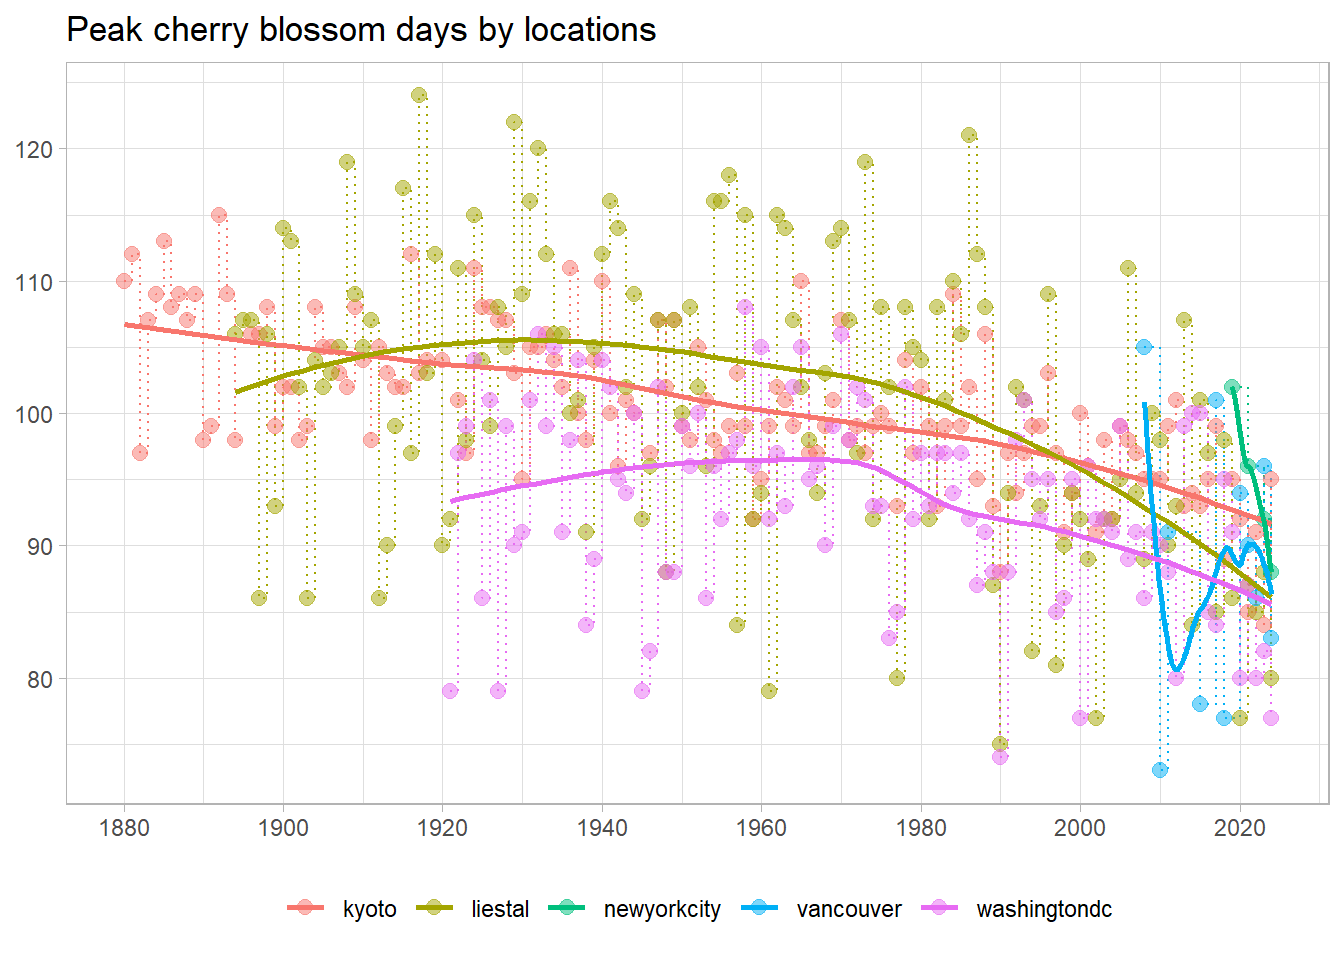 Peak cherry blossom days by locations
120
110
100
90
80
1880 1900 1920 1940 1960 1980 2000 2020
kyoto liestal newyorkcity vancouver washingtondc